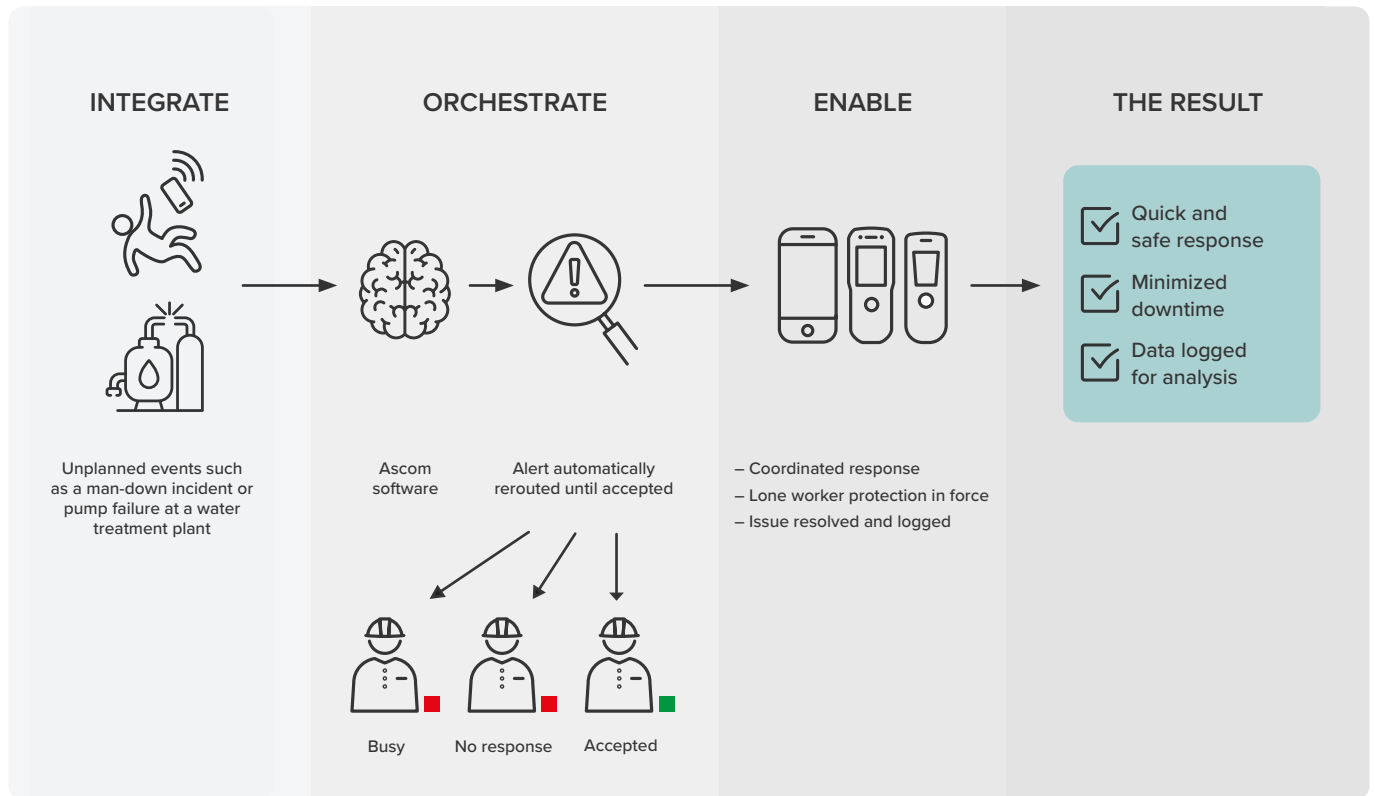 INTEGRATE
Unplanned events such
as a man-down incident or
pump failure at a water
treatment plant
ORCHESTRATE
Ascom
software
Alert automatically
rerouted until accepted
Busy
No response
Accepted
ENABLE
– Coordinated response
– Lone worker protection in force
– Issue resolved and logged
THE RESULT
Quick and
safe response
Minimized
downtime
Data logged
for analysis